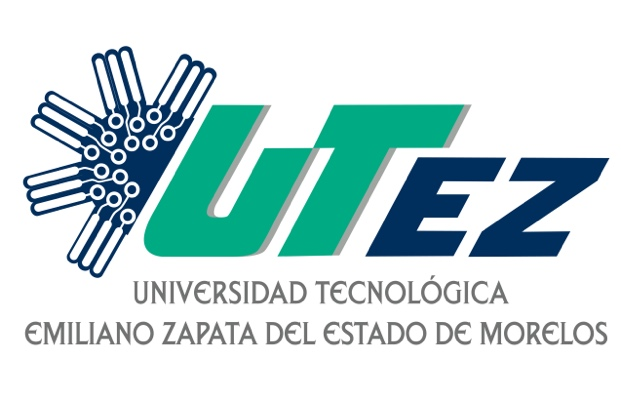 UTEZ
UNIVERSIDAD TECNOLÓGICA
EMILIANO ZAPATA DEL ESTADO DE MORELOS